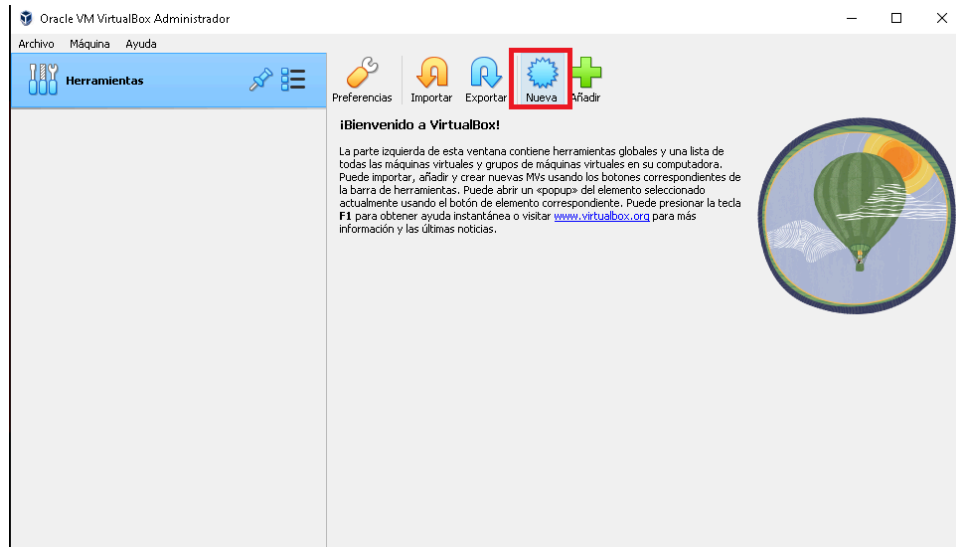 Oracle VM VirtualBox Administrador
Archivo Máquina Ayuda
Herramientas
Preferencias Importar Exportar Nueva Añadir
¡Bienvenido a VirtualBox!
La parte izquierda de esta ventana contiene herramientas globales y una lista de
todas las máquinas virtuales y grupos de máquinas virtuales en su computadora.
Puede importar, añadir y crear nuevas MVs usando los botones correspondientes de
la barra de herramientas. Puede abrir un «popup» del elemento seleccionado
actualmente usando el botón de elemento correspondiente. Puede presionar la tecla
F1 para obtener ayuda instantánea o visitar www.virtualbox.org para más
información y las últimas noticias.